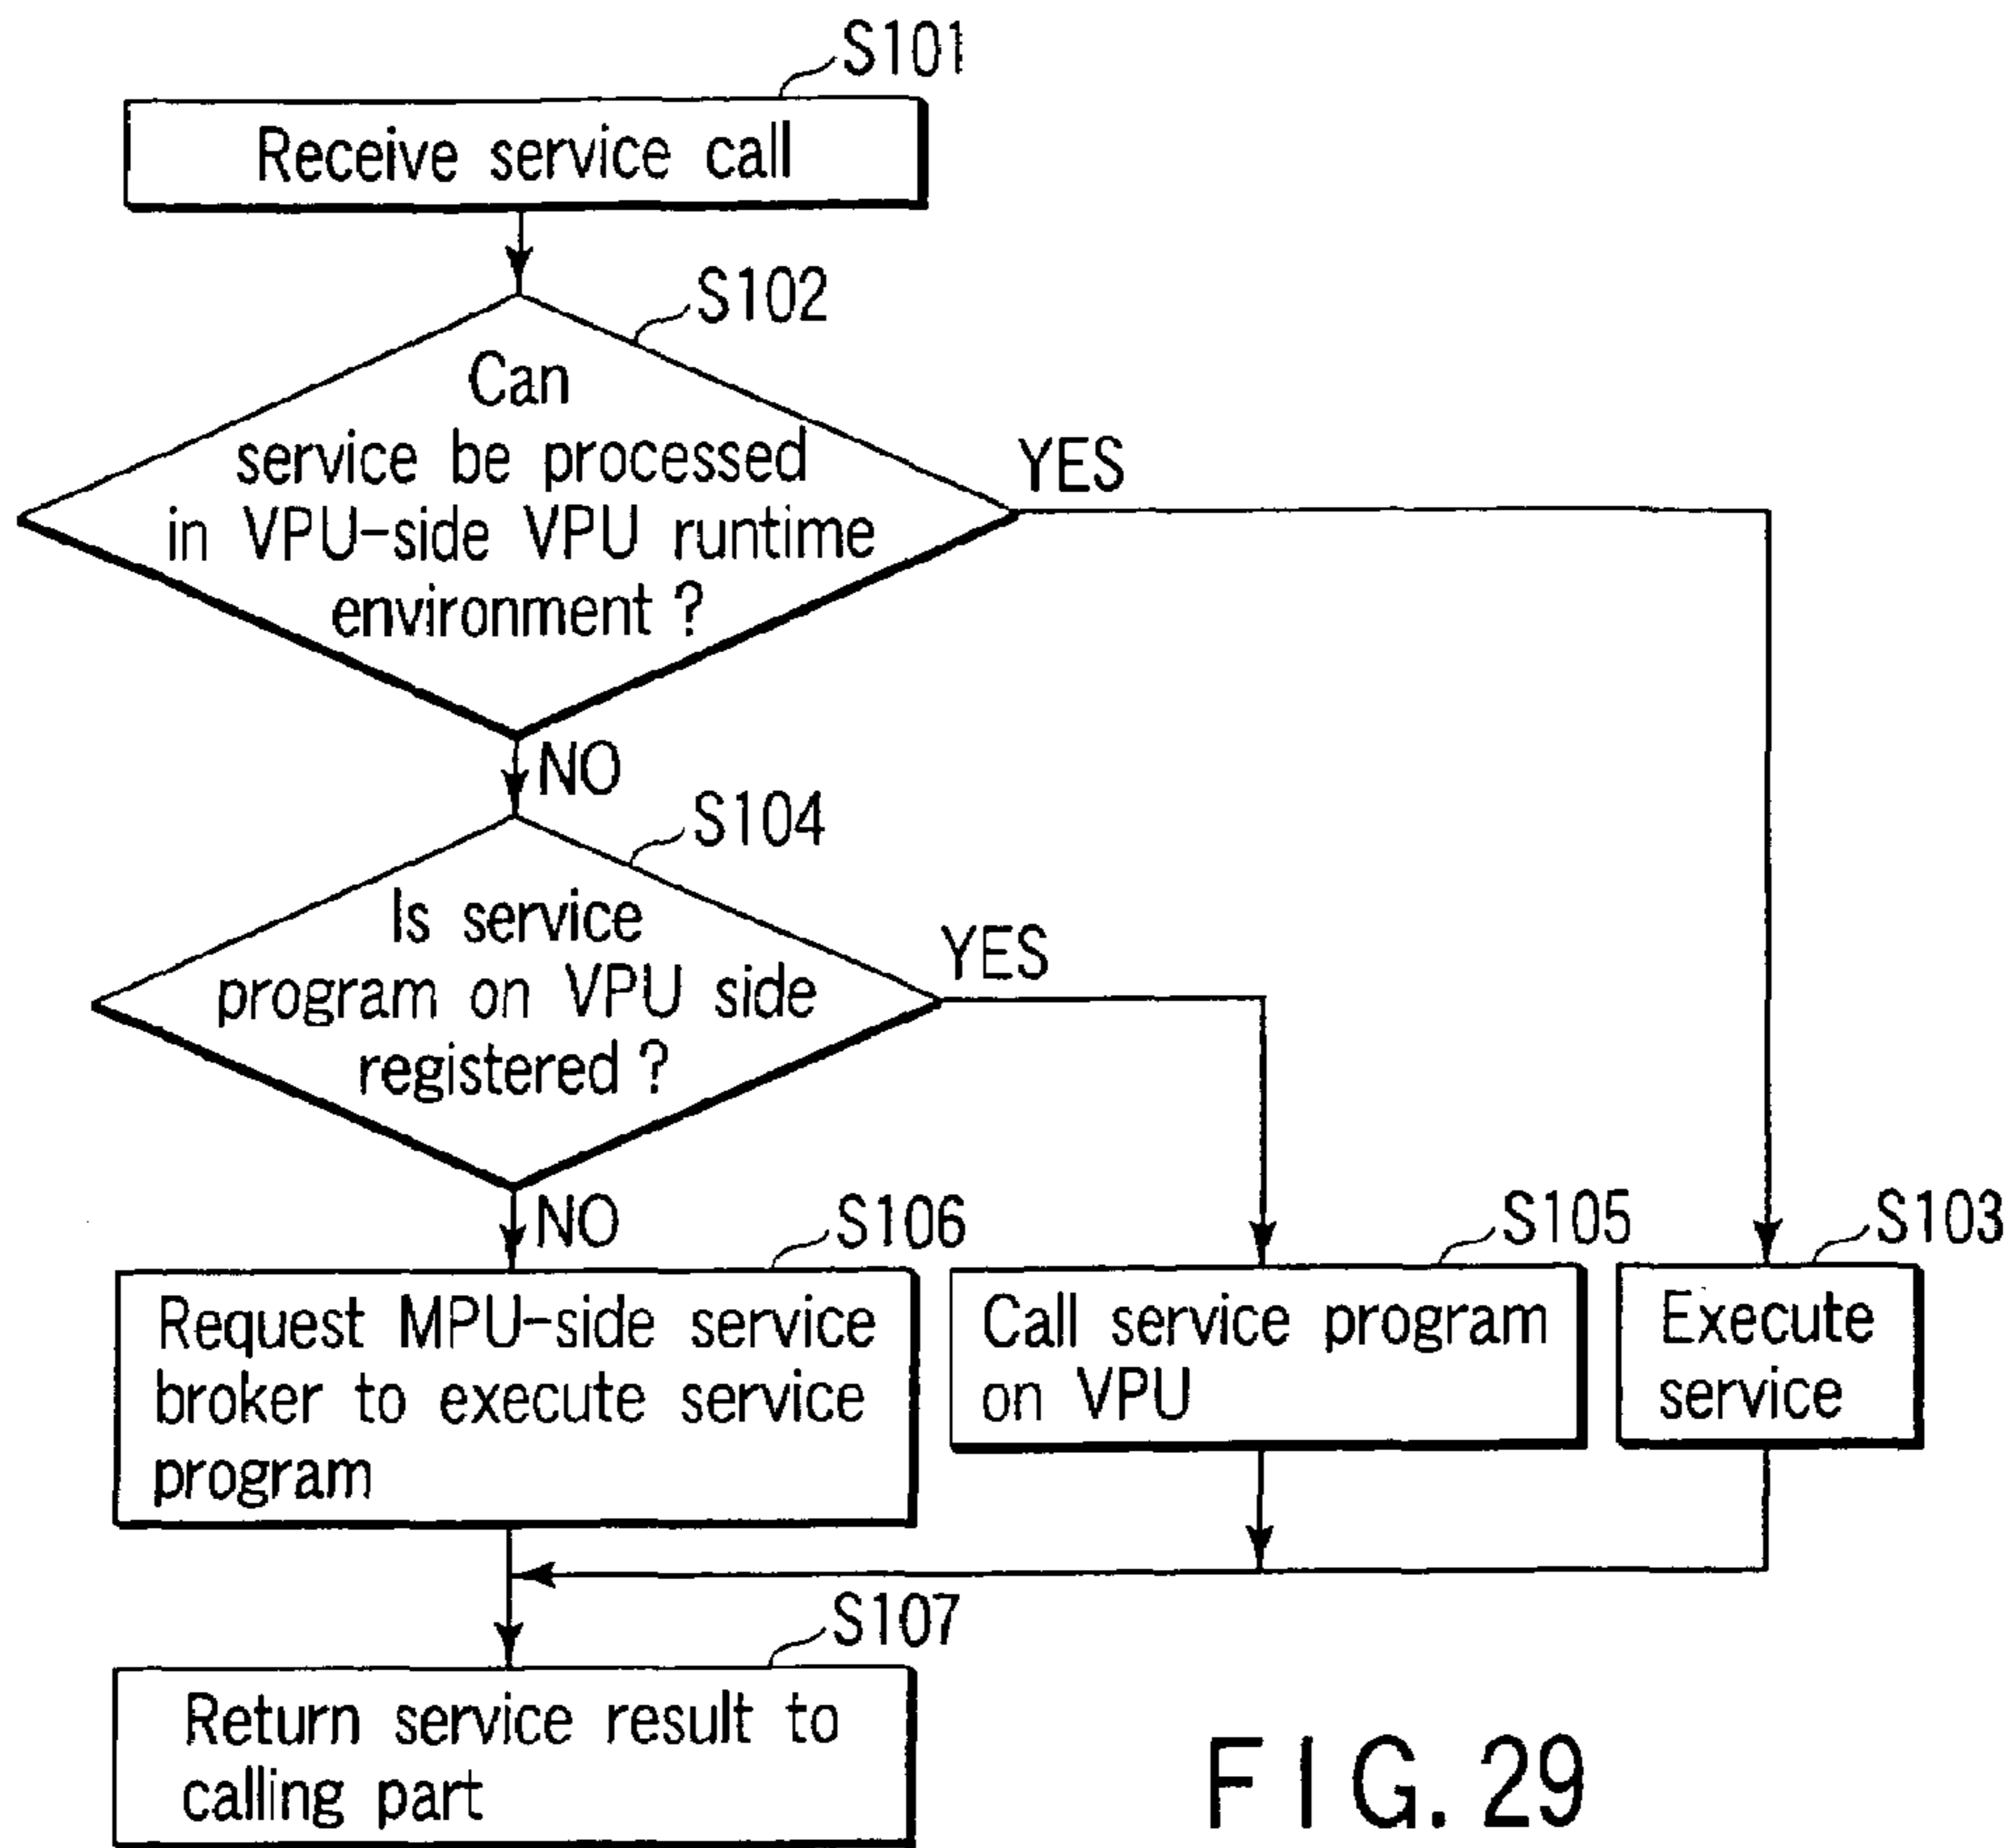 S101
Receive service call
S102
Can
service be processed
in VPU-side VPU runtime
environment ?
YES
NO
S104
Is service
program on VPU side
registered ?
YES
NO
S106
Request MPU-side service
broker to execute service
program
S105
Call service program
on VPU
S103
Execute
service
S107
Return service result to
calling part
FIG. 29